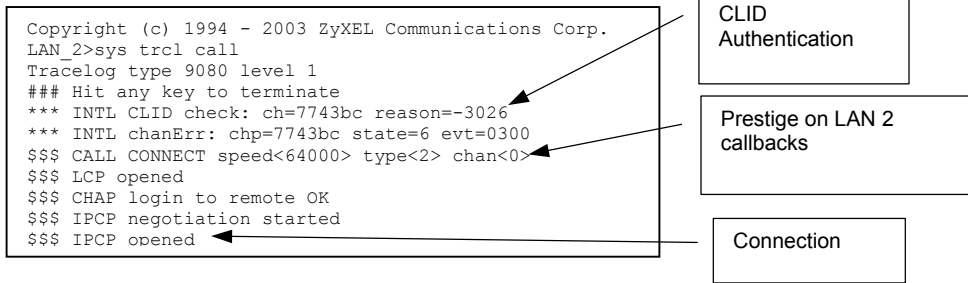 Copyright (c) 1994 - 2003 ZyXEL Communications Corp.
LAN_2>sys trcl call
Tracelog type 9080 level 1
### Hit any key to terminate
*** INTL CLID check: ch=7743bc reason=-3026
*** INTL chanErr: chp=7743bc state=6 evt=0300
$$$ CALL CONNECT speed<64000> type<2> chan<0>
$$$ LCP opened
$$$ CHAP login to remote OK
$$$ IPCP negotiation started
$$$ IPCP opened
CLID
Authentication
Prestige on LAN 2
callbacks
Connection